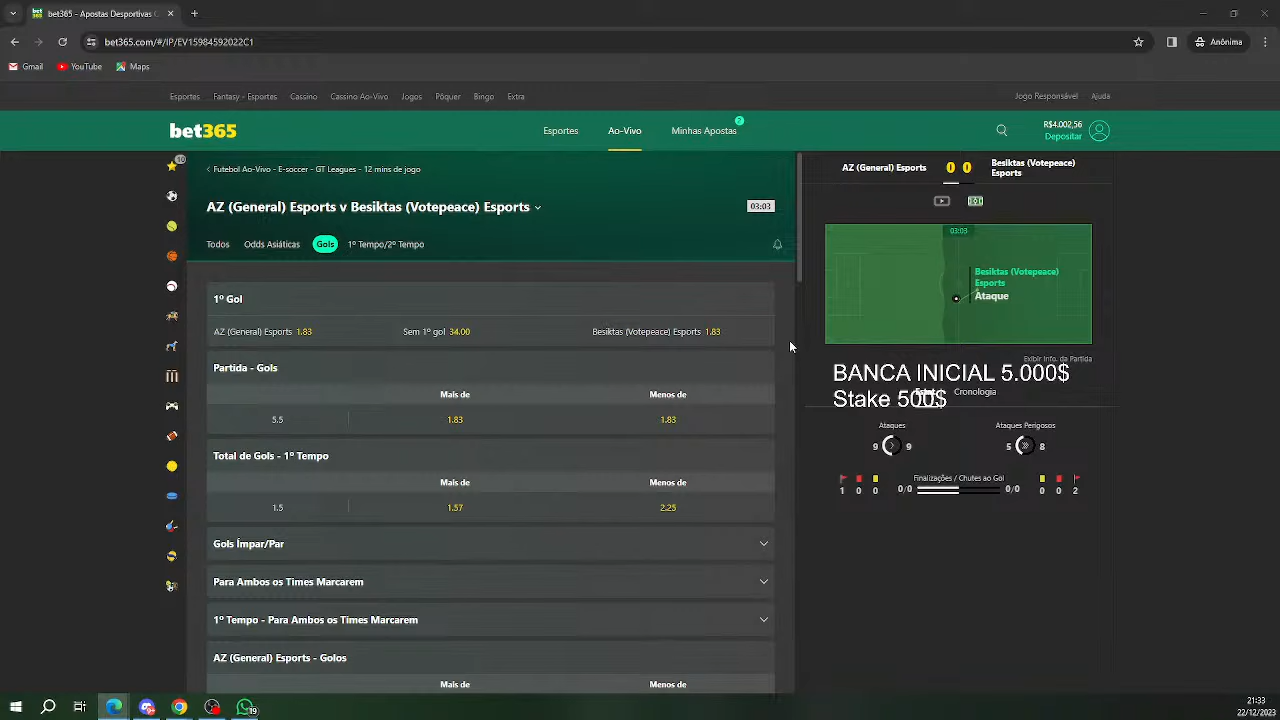 bet365 - Apostas Desportivas O
bet365.com/#/IP/EV15984592022C1
Anônima
Gmail
YouTube
Maps
Esportes
Fantasy - Esportes
Cassino
Cassino Ao-Vivo
Jogos
Pôquer
Bingo
Extra
Jogo Responsável
Ajuda
bet365
Esportes
Ao-Vivo
Minhas Apostas
2
R$4.002,56
Depositar
10
Futebol Ao-Vivo - E-soccer - GT Leagues - 12 mins de jogo
AZ (General) Esports v Besiktas (Votepeace) Esports
03:03
Todos
Odds Asiáticas
Gols
1º Tempo/2º Tempo
1º Gol
AZ (General) Esports 1.83
Sem 1º gol 34.00
Besiktas (Votepeace) Esports 1.83
Partida - Gols
Mais de
Menos de
5.5
1.83
1.83
Total de Gols - 1º Tempo
Mais de
Menos de
1.5
1.57
2.25
Gols Ímpar/Par
Para Ambos os Times Marcarem
1º Tempo - Para Ambos os Times Marcarem
AZ (General) Esports - Golos
Mais de
Menos de
AZ (General) Esports
0 0
Besiktas (Votepeace)
Esports
03:03
Besiktas (Votepeace)
Esports
Ataque
Exibir Info. da Partida
BANCA INICIAL 5.000$
Stake 500$
Cronologia
Ataques
9 9
Ataques Perigosos
5 8
Finalizações / Chutes ao Gol
1 0 0
0/0
0/0
0 0 2
19
21:33
22/12/2023